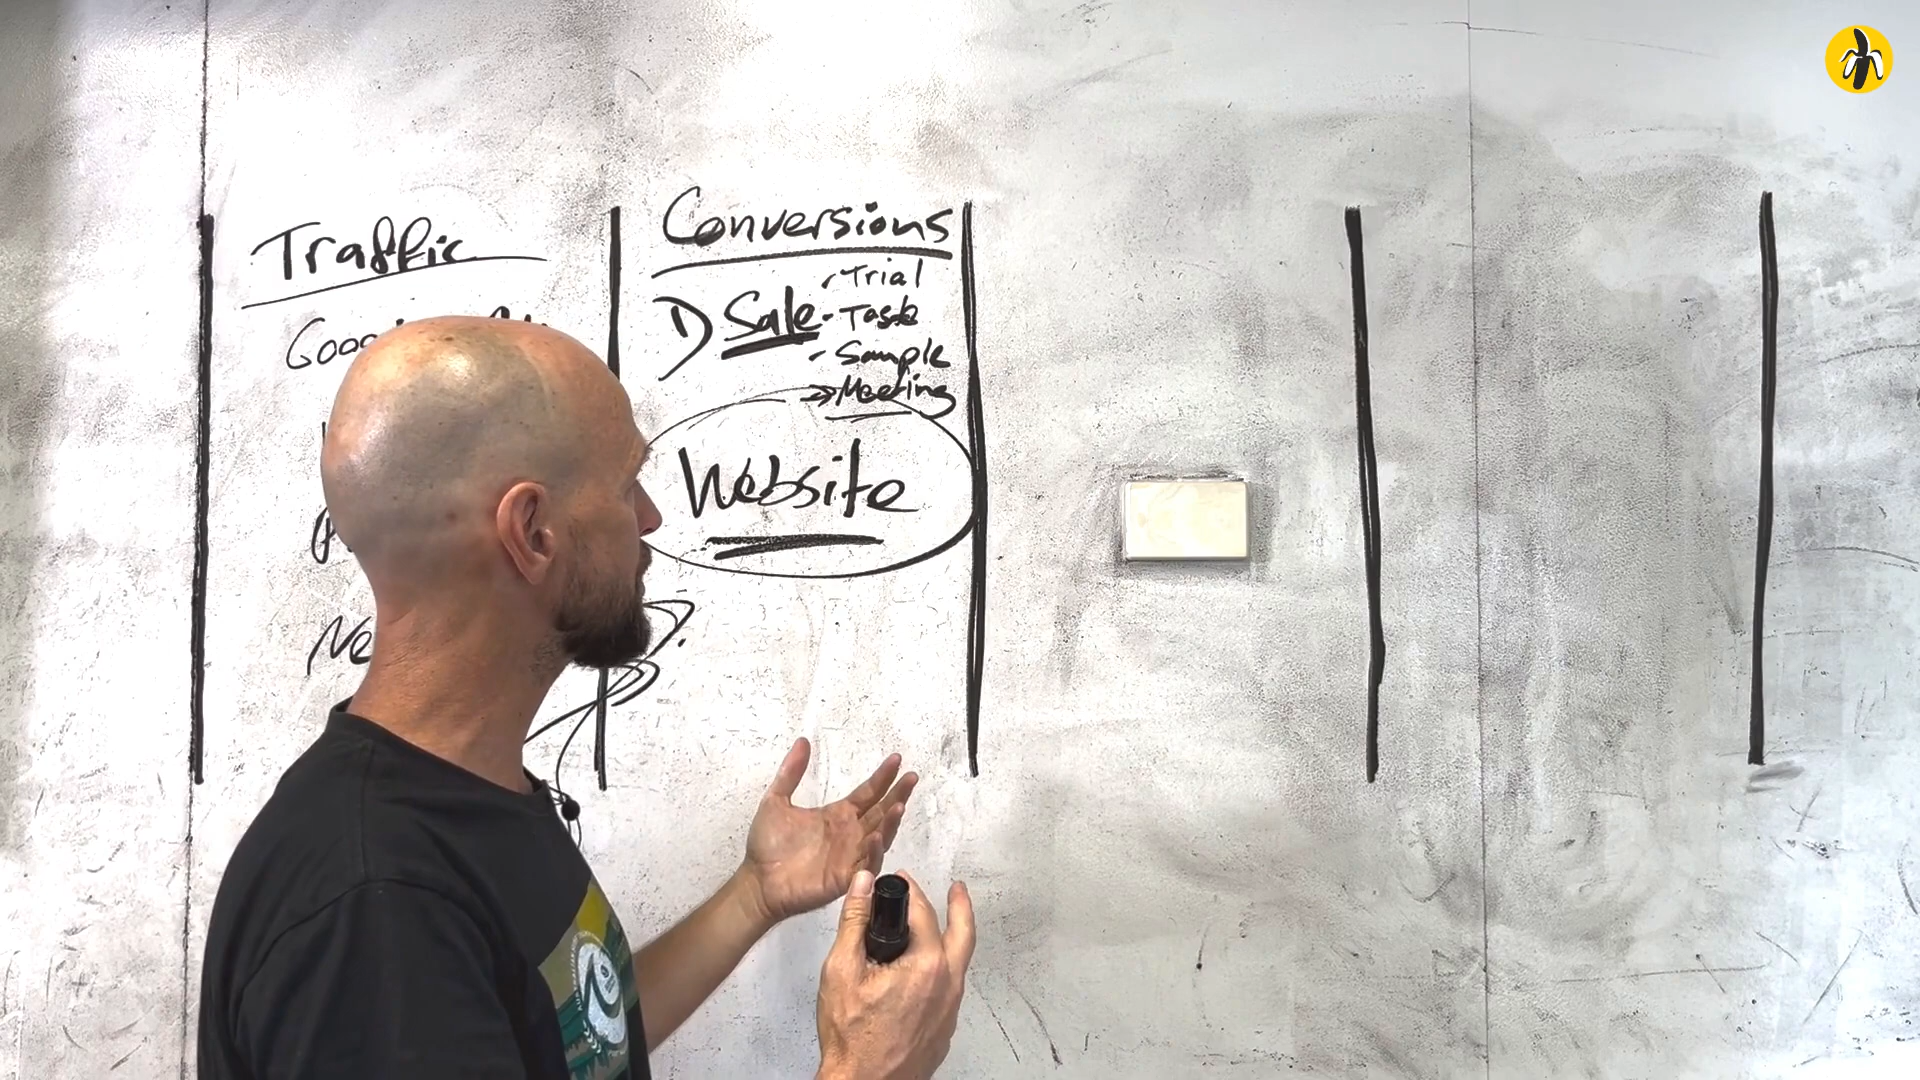 Traffic
Conversions
1) Sale
- Trial
- Taste
- Sample
→ Meeting
Website